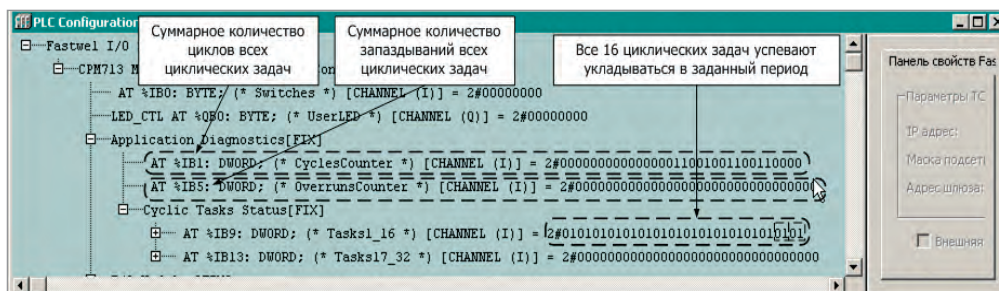 PLC Configuration
Суммарное количество
циклов всех
циклических задач
Суммарное количество
запаздываний всех
циклических задач
Все 16 циклических задач успевают
укладываться в заданный период
Fastwel I/O
CPM713
AT %IB0: BYTE; (* Switches *) [CHANNEL (I)] = 2#00000000
LED_CTL AT %QB0: BYTE; (* UserLED *) [CHANNEL (Q)] = 2#00000000
Application Diagnostics[FIX]
AT %IB1: DWORD; (* CyclesCounter *) [CHANNEL (I)] = 2#00000000000000001100100110011000​0
AT %IB5: DWORD; (* OverrunsCounter *) [CHANNEL (I)] = 2#00000000000000000000000000000000
Cyclic Tasks Status[FIX]
AT %IB9: DWORD; (* Tasks1_16 *) [CHANNEL (I)] = 2#01010101010101010101010101010101
AT %IB13: DWORD; (* Tasks17_32 *) [CHANNEL (I)] = 2#00000000000000000000000000000000
Панель свойств Fas
Параметры TC
IP адрес:
Маска подсети
Адрес шлюза:
Внешняя